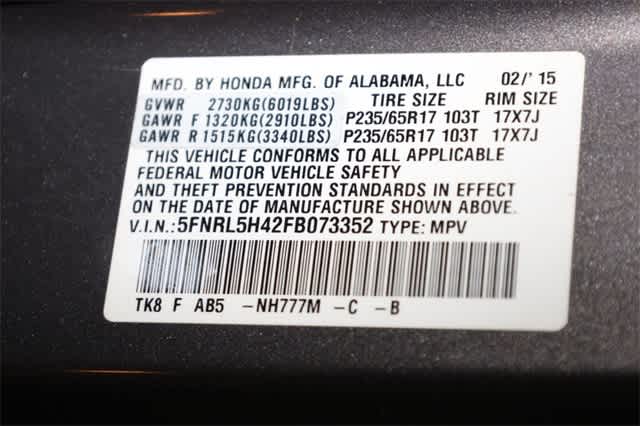 MFD. BY HONDA MFG. OF ALABAMA, LLC 02/'15
GVWR 2730KG(6019LBS) TIRE SIZE RIM SIZE
GAWR F 1320KG(2910LBS) P235/65R17 103T 17X7J
GAWR R 1515KG(3340LBS) P235/65R17 103T 17X7J
THIS VEHICLE CONFORMS TO ALL APPLICABLE
FEDERAL MOTOR VEHICLE SAFETY
AND THEFT PREVENTION STANDARDS IN EFFECT
ON THE DATE OF MANUFACTURE SHOWN ABOVE.
V.I.N.:5FNRL5H42FB073352 TYPE: MPV
TK8 F AB5 -NH777M -C -B